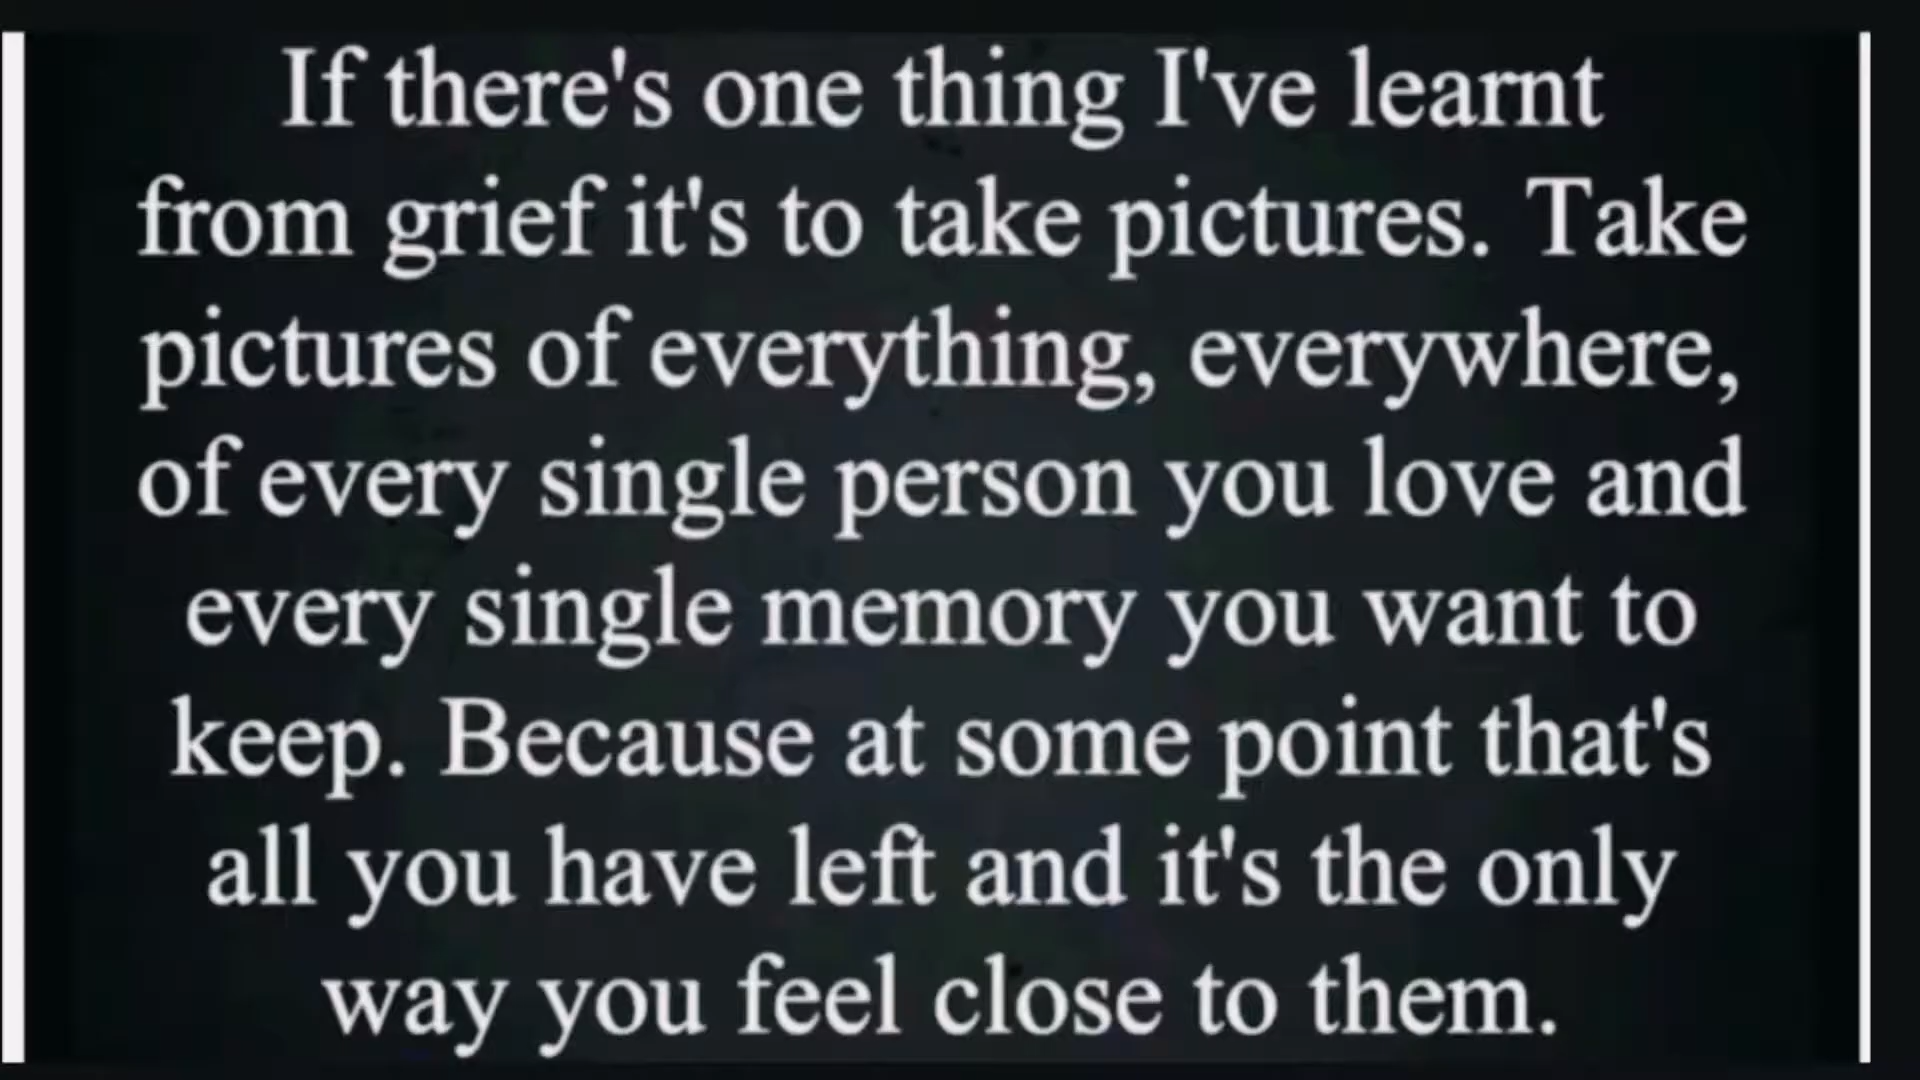 If there's one thing I've learnt
from grief it's to take pictures. Take
pictures of everything, everywhere,
of every single person you love and
every single memory you want to
keep. Because at some point that's
all you have left and it's the only
way you feel close to them.